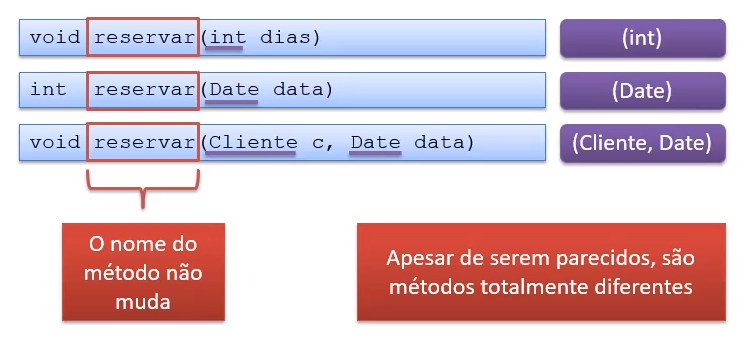 void reservar(int dias)
(int)
int reservar(Date data)
(Date)
void reservar(Cliente c, Date data)
(Cliente, Date)
O nome do
método não
muda
Apesar de serem parecidos, são
métodos totalmente diferentes